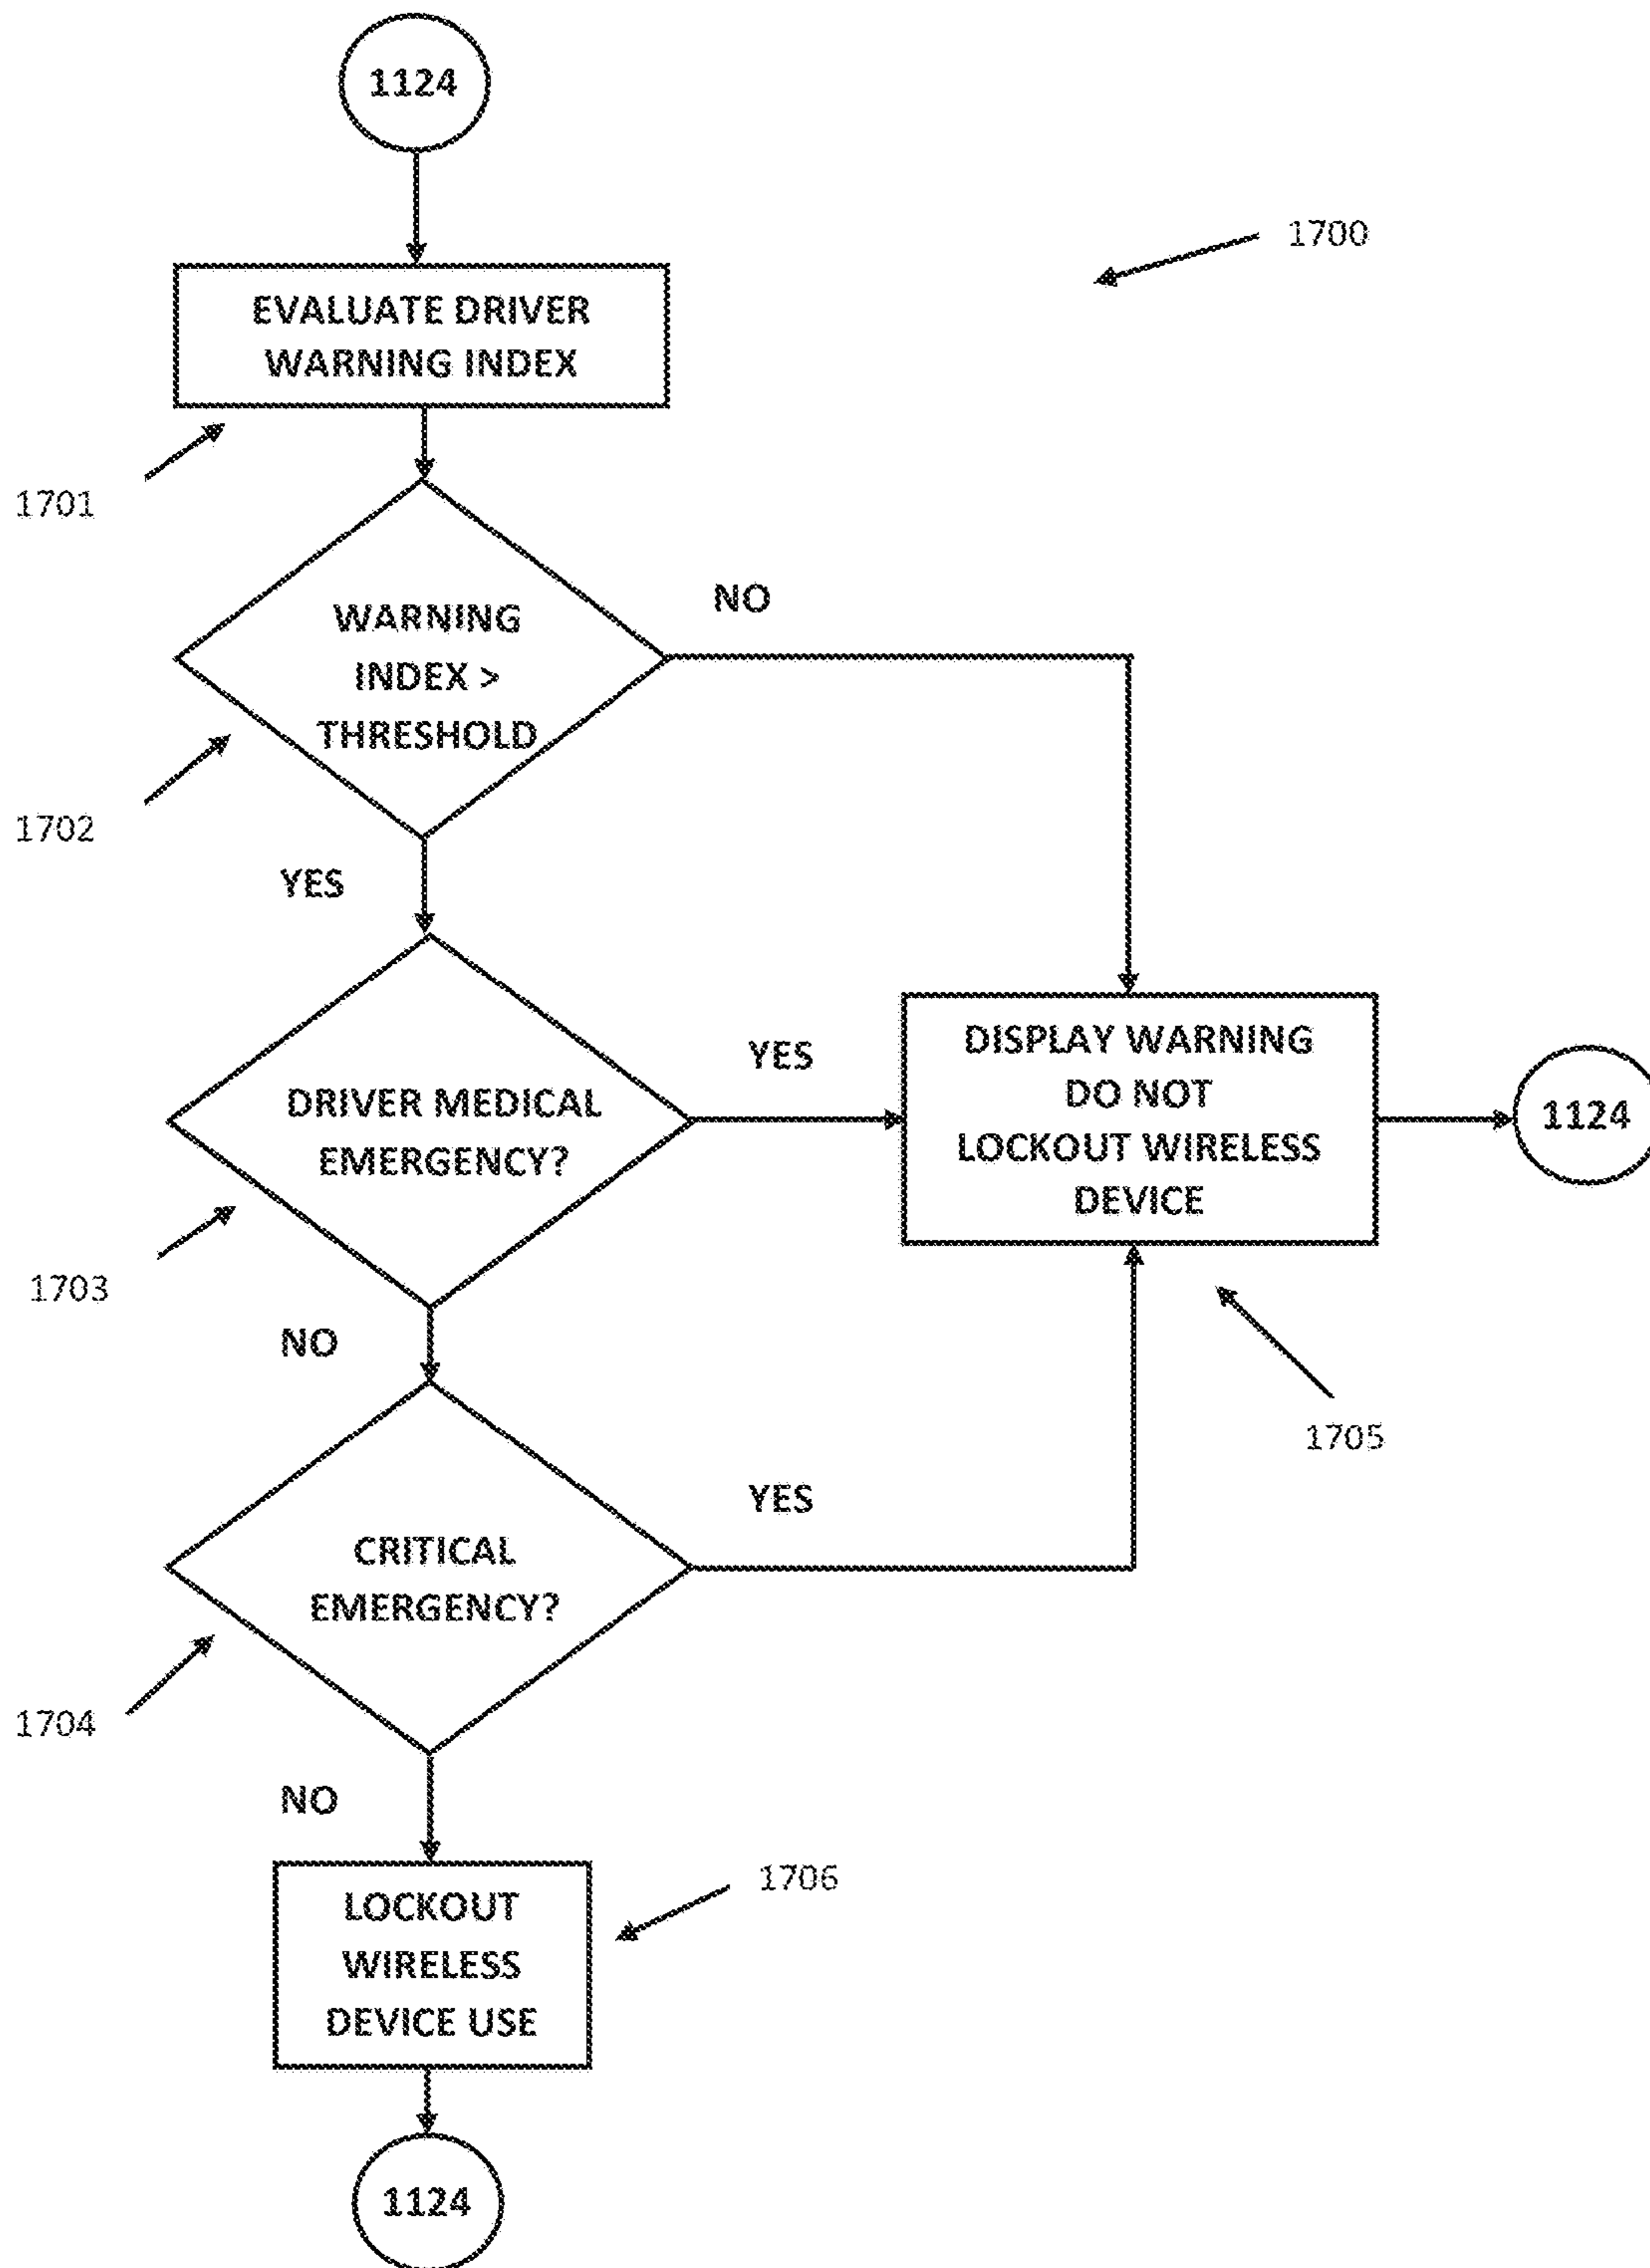 1124
1700
EVALUATE DRIVER
WARNING INDEX
1701
WARNING
INDEX >
THRESHOLD
NO
1702
YES
DRIVER MEDICAL
EMERGENCY?
YES
DISPLAY WARNING
DO NOT
LOCKOUT WIRELESS
DEVICE
1124
1703
NO
1705
CRITICAL
EMERGENCY?
YES
1704
NO
LOCKOUT
WIRELESS
DEVICE USE
1706
1124